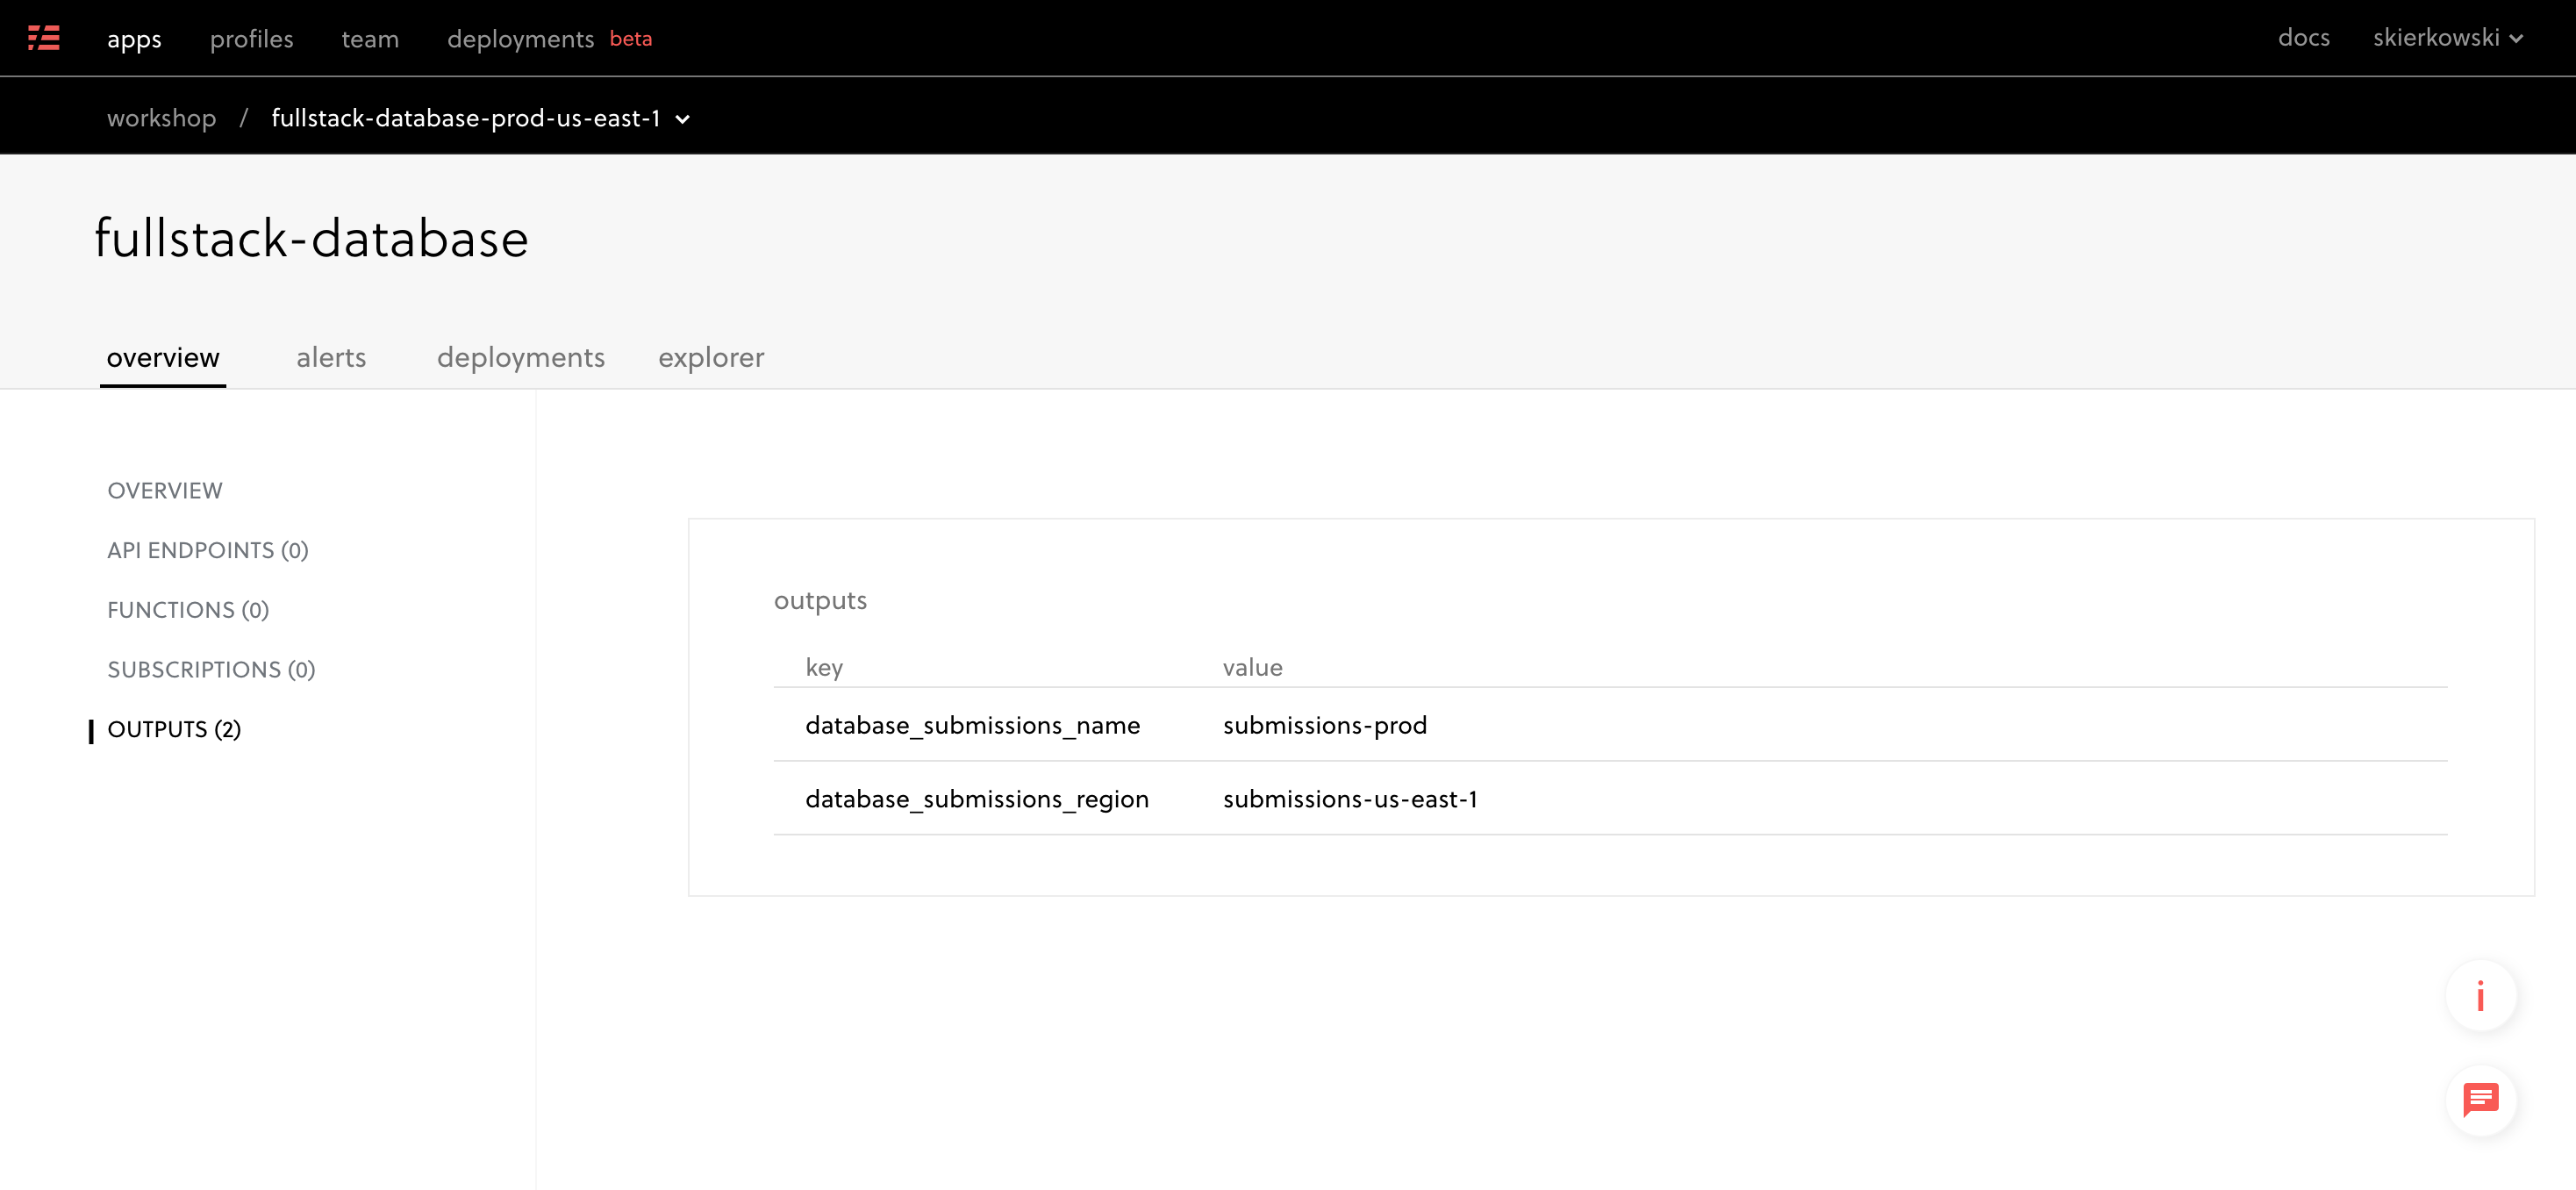 apps profiles team deployments beta docs skierkowski
workshop / fullstack-database-prod-us-east-1
fullstack-database
overview alerts deployments explorer
OVERVIEW
API ENDPOINTS (0)
FUNCTIONS (0)
SUBSCRIPTIONS (0)
OUTPUTS (2)
outputs
key value
database_submissions_name submissions-prod
database_submissions_region submissions-us-east-1
i